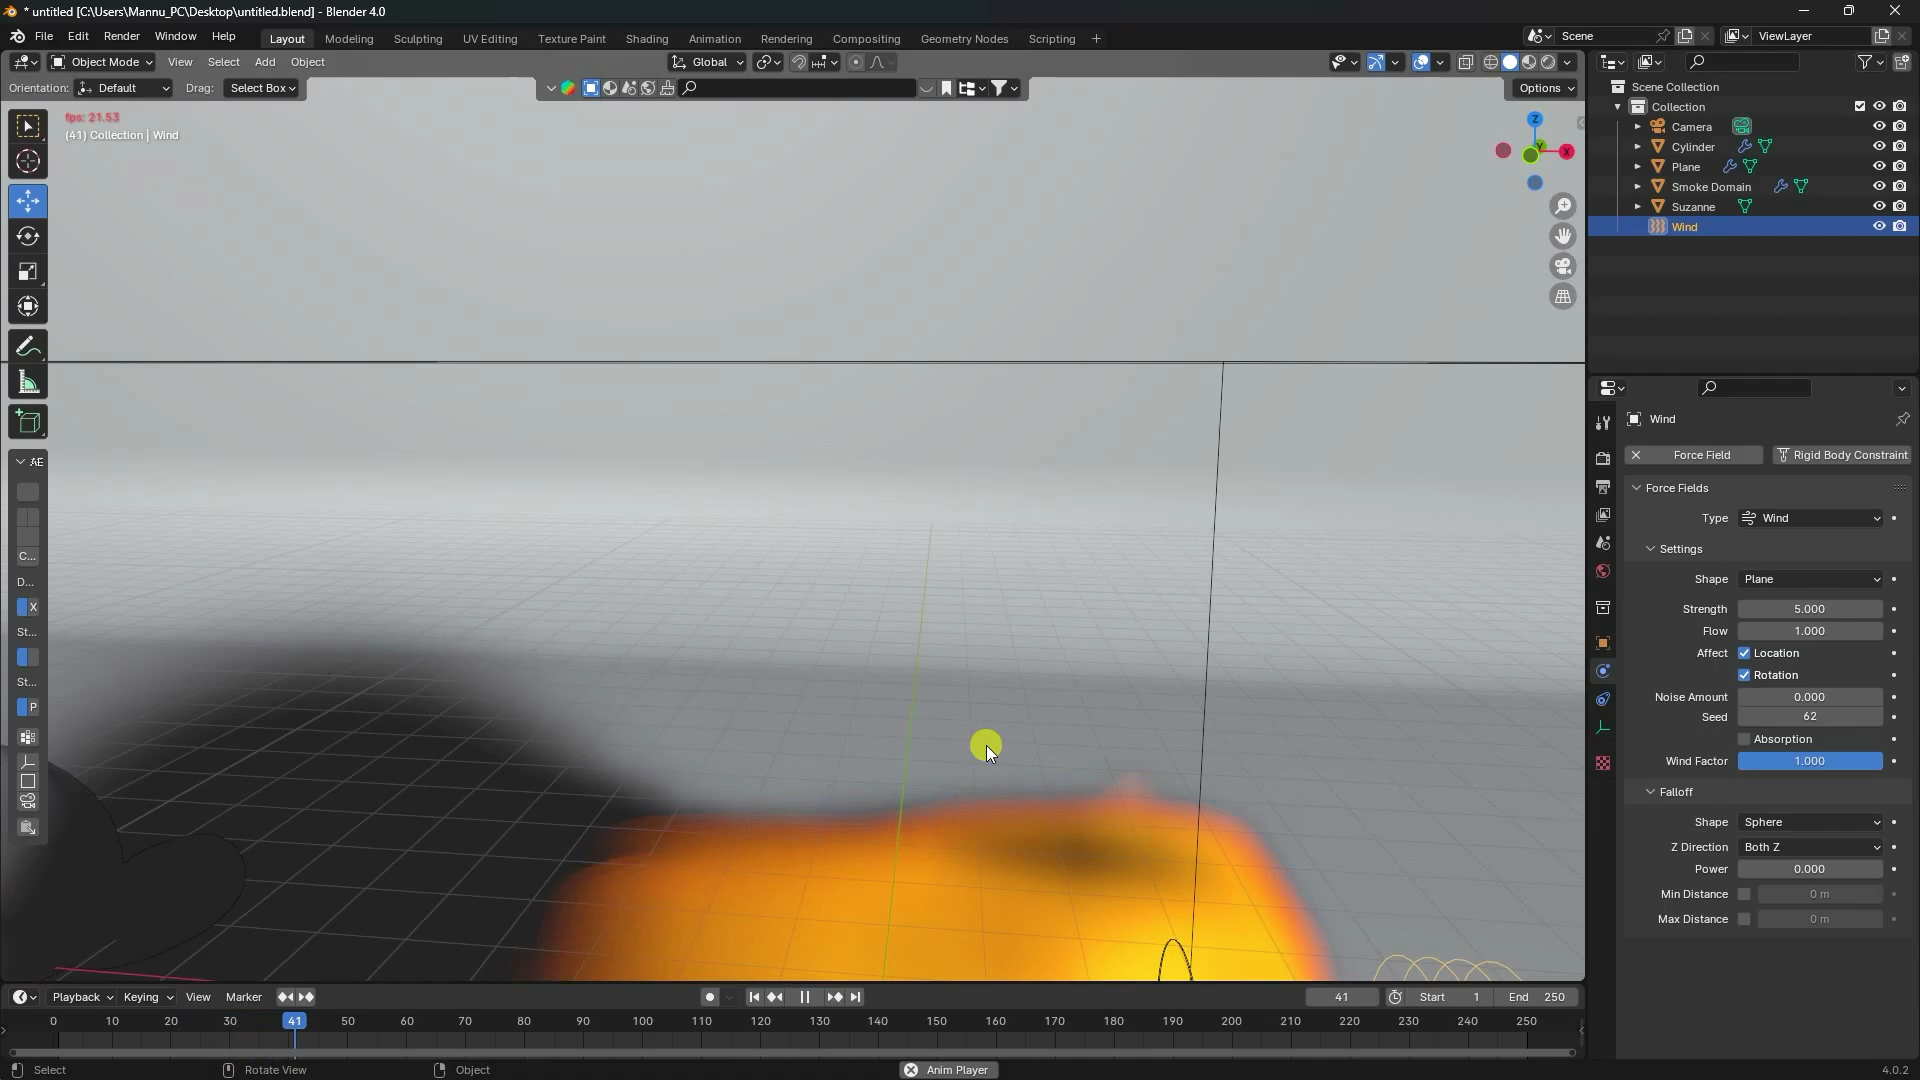 * untitled [C:\Users\Mannu_PC\Desktop\untitled.blend] - Blender 4.0
File Edit Render Window Help
Layout Modeling Sculpting UV Editing Texture Paint Shading Animation Rendering Compositing Geometry Nodes Scripting +
Scene
ViewLayer
Object Mode View Select Add Object
Global
Orientation: Default Drag: Select Box
Options
fps: 21.53
(41) Collection | Wind
Z
Y
X
Scene Collection
Collection
Camera
Cylinder
Plane
Smoke Domain
Suzanne
Wind
AE
C...
D...
X
St...
St...
P
Wind
Force Field
Rigid Body Constraint
Force Fields
Type Wind
Settings
Shape Plane
Strength 5.000
Flow 1.000
Affect Location
Rotation
Noise Amount 0.000
Seed 62
Absorption
Wind Factor 1.000
Falloff
Shape Sphere
Z Direction Both Z
Power 0.000
Min Distance 0 m
Max Distance 0 m
Playback Keying View Marker
41
Start 1
End 250
0 10 20 30 41 50 60 70 80 90 100 110 120 130 140 150 160 170 180 190 200 210 220 230 240 250
Select
Rotate View
Object
Anim Player
4.0.2